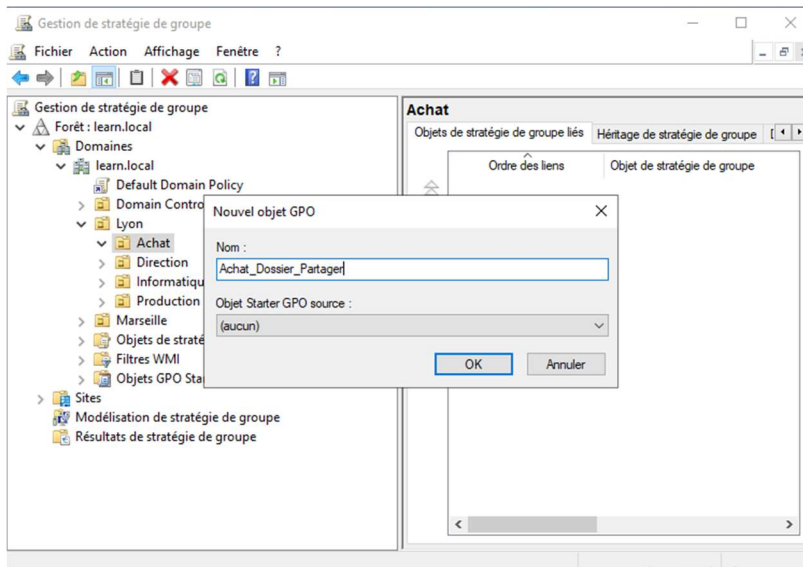 Gestion de stratégie de groupe
Fichier Action Affichage Fenêtre ?
Gestion de stratégie de groupe
Forêt : learn.local
Domaines
learn.local
Default Domain Policy
Domain Contro
Lyon
Achat
Direction
Informatiqu
Production
Marseille
Objets de straté
Filtres WMI
Objets GPO Sta
Sites
Modélisation de stratégie de groupe
Résultats de stratégie de groupe
Achat
Objets de stratégie de groupe liés Héritage de stratégie de groupe
Ordre des liens Objet de stratégie de groupe
Nouvel objet GPO
Nom :
Achat_Dossier_Partager
Objet Starter GPO source :
(aucun)
OK Annuler